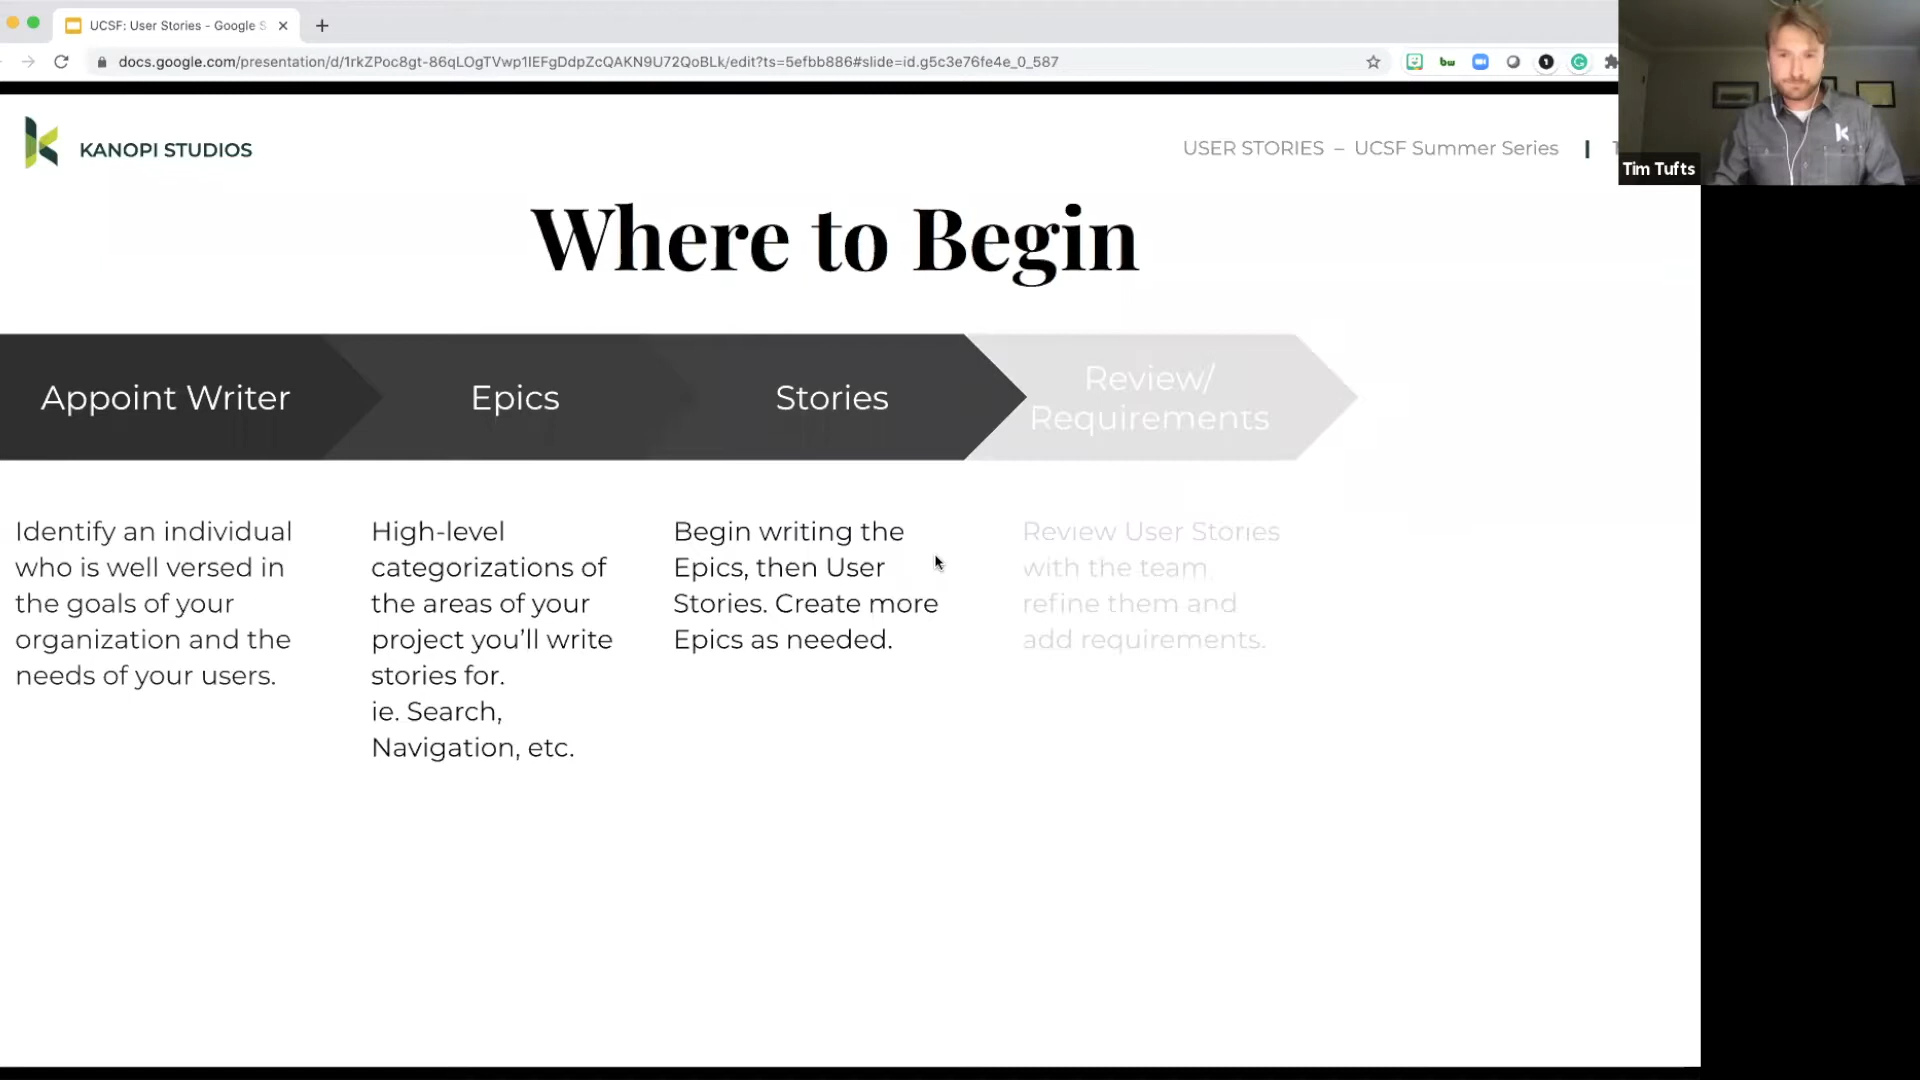 UCSF: User Stories - Google S
docs.google.com/presentation/d/1rkZPoc8gt-86qLOgTVwp1lEFgDdpZcQAKN9U72QoBLk/edit?ts=5efbb886#slide=id.g5c3e76fe4e_0_587
bw
1
KANOPI STUDIOS
USER STORIES – UCSF Summer Series
Tim Tufts
Where to Begin
Appoint Writer
Epics
Stories
Review/
Requirements
Identify an individual
who is well versed in
the goals of your
organization and the
needs of your users.
High-level
categorizations of
the areas of your
project you'll write
stories for.
ie. Search,
Navigation, etc.
Begin writing the
Epics, then User
Stories. Create more
Epics as needed.
Review User Stories
with the team
refine them and
add requirements.